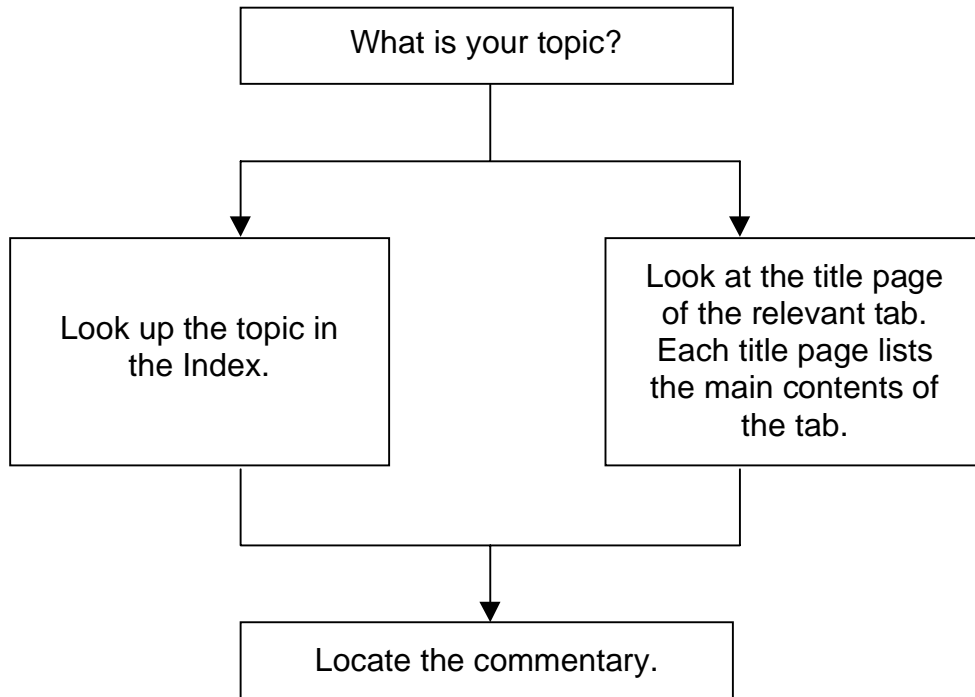 What is your topic?
Look up the topic in
the Index.
Look at the title page
of the relevant tab.
Each title page lists
the main contents of
the tab.
Locate the commentary.